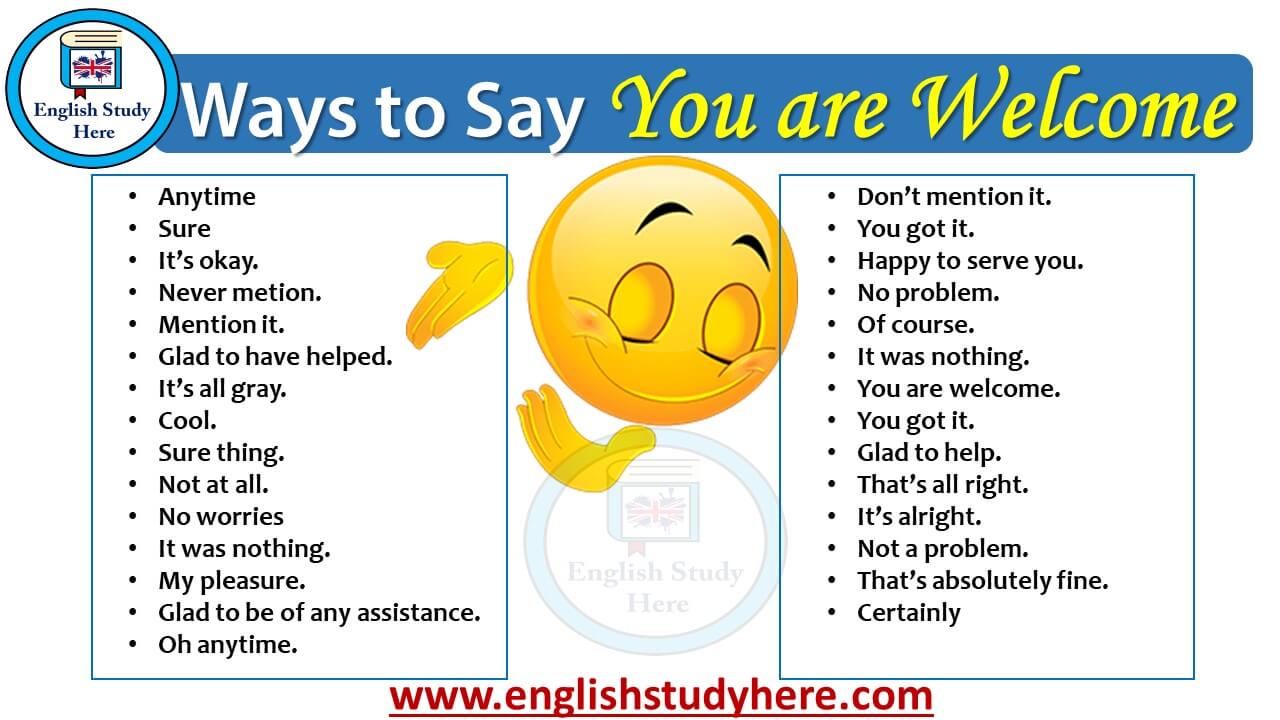 English Study
Here
Ways to Say You are Welcome
• Anytime
• Sure
• It’s okay.
• Never metion.
• Mention it.
• Glad to have helped.
• It’s all gray.
• Cool.
• Sure thing.
• Not at all.
• No worries
• It was nothing.
• My pleasure.
• Glad to be of any assistance.
• Oh anytime.
• Don’t mention it.
• You got it.
• Happy to serve you.
• No problem.
• Of course.
• It was nothing.
• You are welcome.
• You got it.
• Glad to help.
• That’s all right.
• It’s alright.
• Not a problem.
• That’s absolutely fine.
• Certainly
English Study
Here
www.englishstudyhere.com